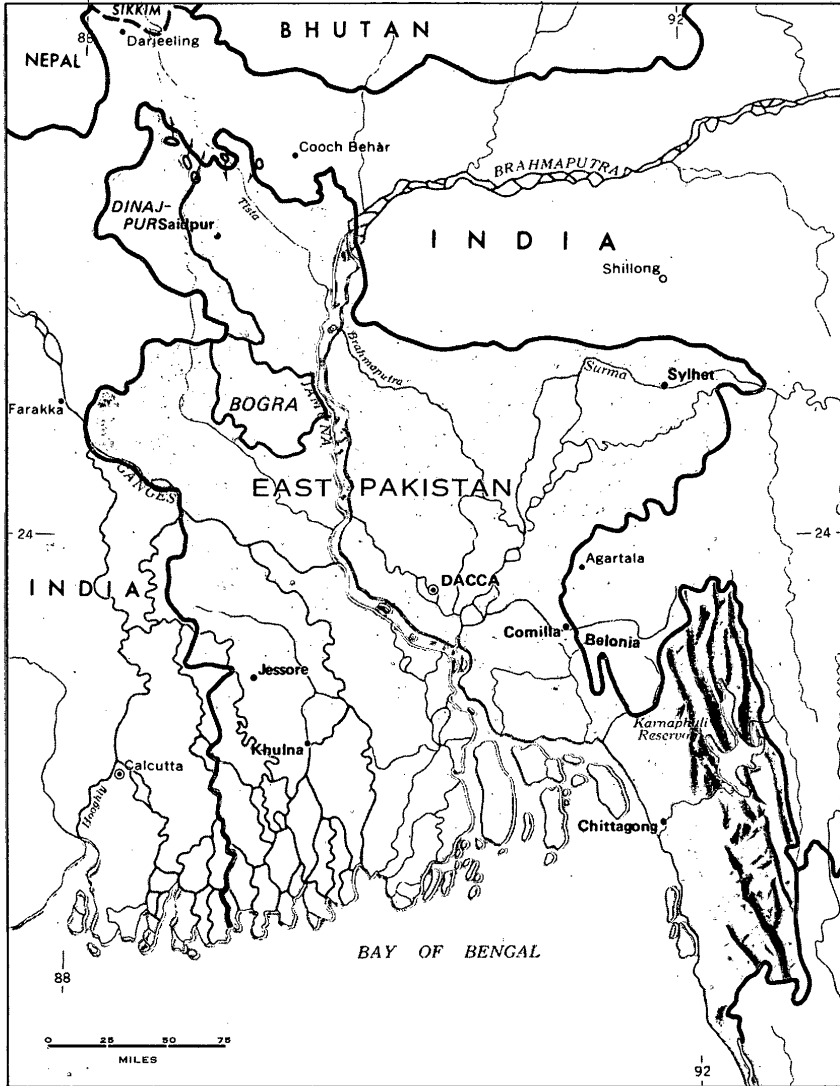 SIKKIM
88
Darjeeling
BHUTAN
92
NEPAL
Cooch Behar
BRAHMAPUTRA
DINAJ-
PUR
Saidpur
Tista
INDIA
Shillong
Brahmaputra
Surma
Sylhet
Farakka
BOGRA
JAMUNA
GANGES
EAST PAKISTAN
24
24
Agartala
INDIA
DACCA
Comilla
Belonia
Jessore
Karnaphuli
Khulna
Calcutta
Hooghly
Chittagong
BAY OF BENGAL
88
0 25 50 75
MILES
92